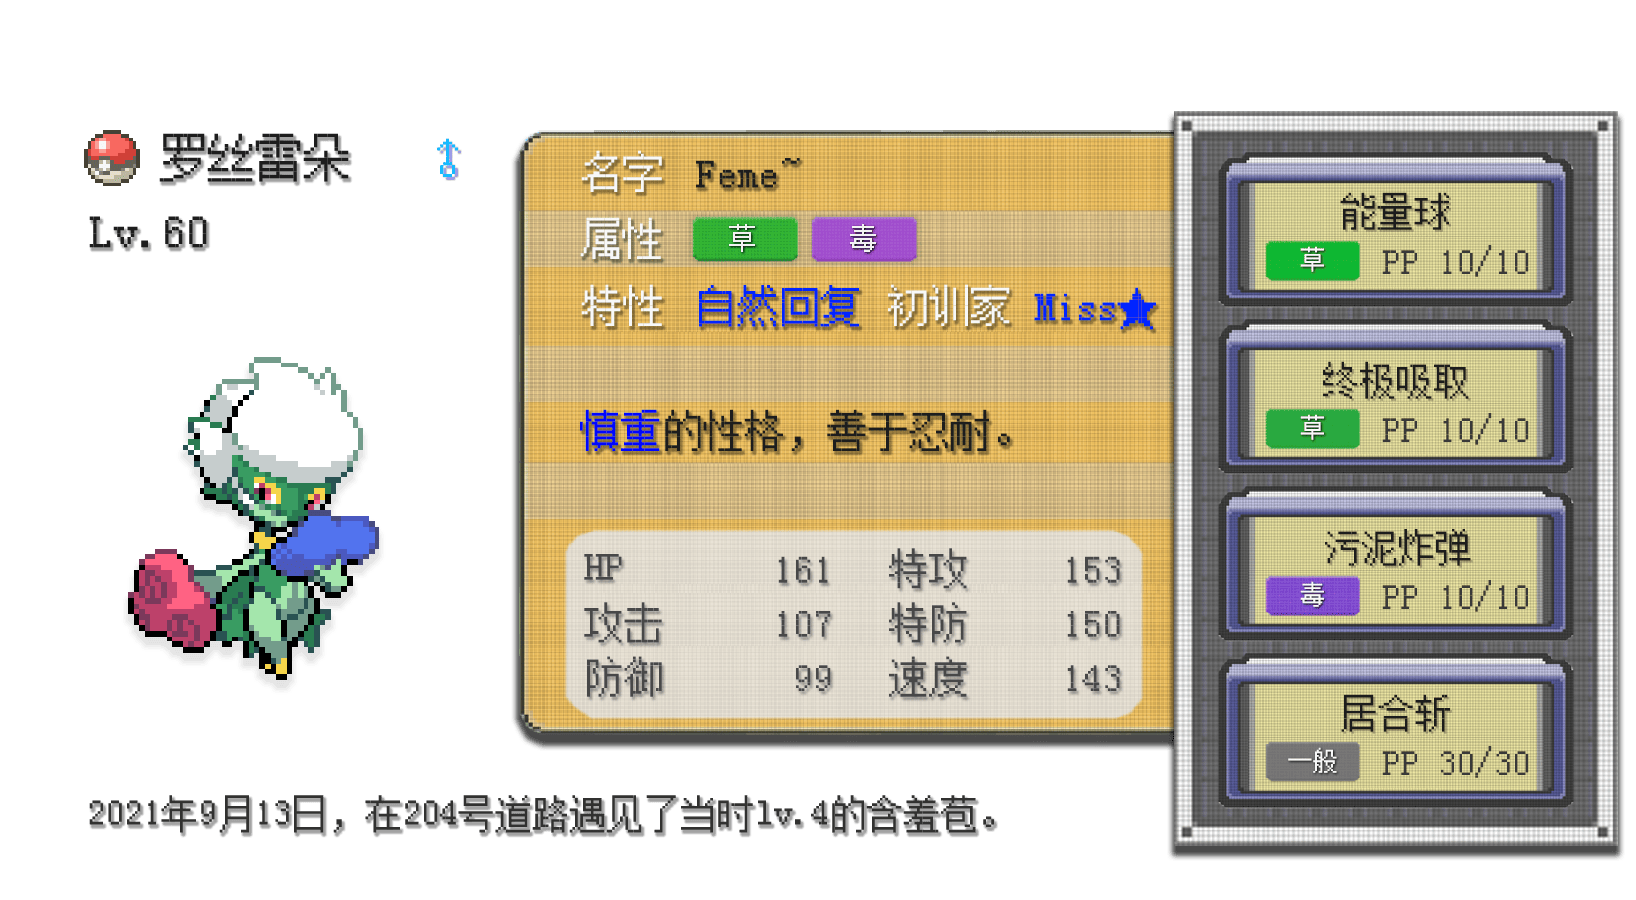 罗丝雷朵
Lv.60
名字 Feme~
属性 草 毒
特性 自然回复 初训家 Miss★
慎重的性格，善于忍耐。
HP 161 特攻 153
攻击 107 特防 150
防御 99 速度 143
能量球
草 PP 10/10
终极吸取
草 PP 10/10
污泥炸弹
毒 PP 10/10
居合斩
一般 PP 30/30
2021年9月13日，在204号道路遇见了当时lv.4的含羞苞。